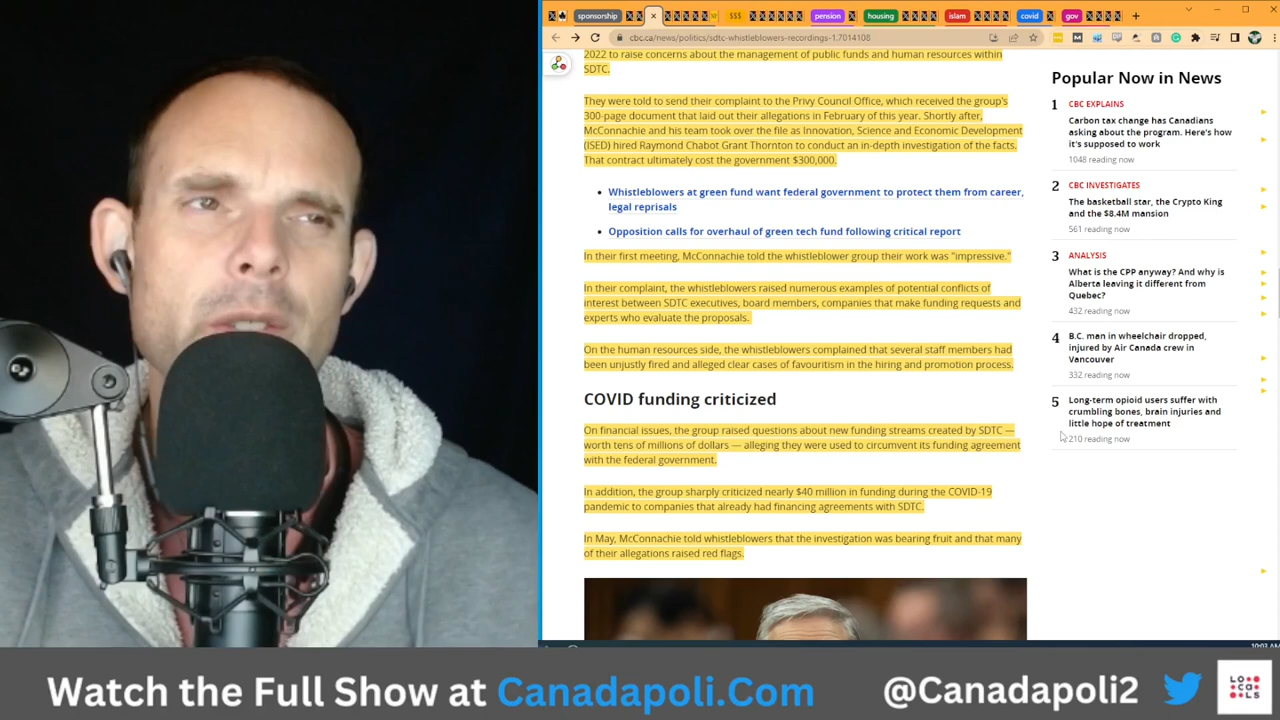 sponsorship
$$$
pension
housing
islam
covid
gov
cbc.ca/news/politics/sdtc-whistleblowers-recordings-1.7014108
2022 to raise concerns about the management of public funds and human resources within
SDTC.
They were told to send their complaint to the Privy Council Office, which received the group's
300-page document that laid out their allegations in February of this year. Shortly after,
McConnachie and his team took over the file as Innovation, Science and Economic Development
(ISED) hired Raymond Chabot Grant Thornton to conduct an in-depth investigation of the facts.
That contract ultimately cost the government $300,000.
• Whistleblowers at green fund want federal government to protect them from career,
legal reprisals
• Opposition calls for overhaul of green tech fund following critical report
In their first meeting, McConnachie told the whistleblower group their work was "impressive."
In their complaint, the whistleblowers raised numerous examples of potential conflicts of
interest between SDTC executives, board members, companies that make funding requests and
experts who evaluate the proposals.
On the human resources side, the whistleblowers complained that several staff members had
been unjustly fired and alleged clear cases of favouritism in the hiring and promotion process.
COVID funding criticized
On financial issues, the group raised questions about new funding streams created by SDTC —
worth tens of millions of dollars — alleging they were used to circumvent its funding agreement
with the federal government.
In addition, the group sharply criticized nearly $40 million in funding during the COVID-19
pandemic to companies that already had financing agreements with SDTC.
In May, McConnachie told whistleblowers that the investigation was bearing fruit and that many
of their allegations raised red flags.
Popular Now in News
1 CBC EXPLAINS
Carbon tax change has Canadians
asking about the program. Here's how
it's supposed to work
1048 reading now
2 CBC INVESTIGATES
The basketball star, the Crypto King
and the $8.4M mansion
561 reading now
3 ANALYSIS
What is the CPP anyway? And why is
Alberta leaving it different from
Quebec?
432 reading now
4 B.C. man in wheelchair dropped,
injured by Air Canada crew in
Vancouver
332 reading now
5 Long-term opioid users suffer with
crumbling bones, brain injuries and
little hope of treatment
210 reading now
Watch the Full Show at Canadapoli.Com
@Canadapoli2
LO
CA
LS